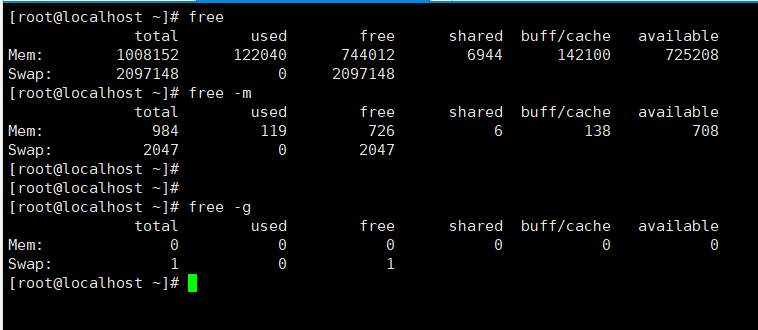 [root@localhost ~]# free
              total        used        free      shared  buff/cache   available
Mem:        1008152      122040      744012        6944      142100      725208
Swap:       2097148           0     2097148
[root@localhost ~]# free -m
              total        used        free      shared  buff/cache   available
Mem:            984         119         726           6         138         708
Swap:          2047           0        2047
[root@localhost ~]#
[root@localhost ~]#
[root@localhost ~]# free -g
              total        used        free      shared  buff/cache   available
Mem:              0           0           0           0           0           0
Swap:             1           0           1
[root@localhost ~]#